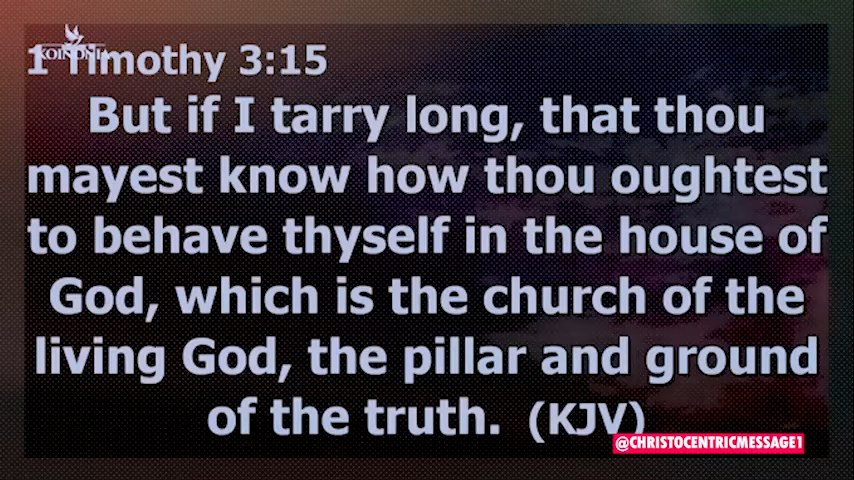 KOINONIA
1 Timothy 3:15
But if I tarry long, that thou
mayest know how thou oughtest
to behave thyself in the house of
God, which is the church of the
living God, the pillar and ground
of the truth. (KJV)
@CHRISTOCENTRICMESSAGE1